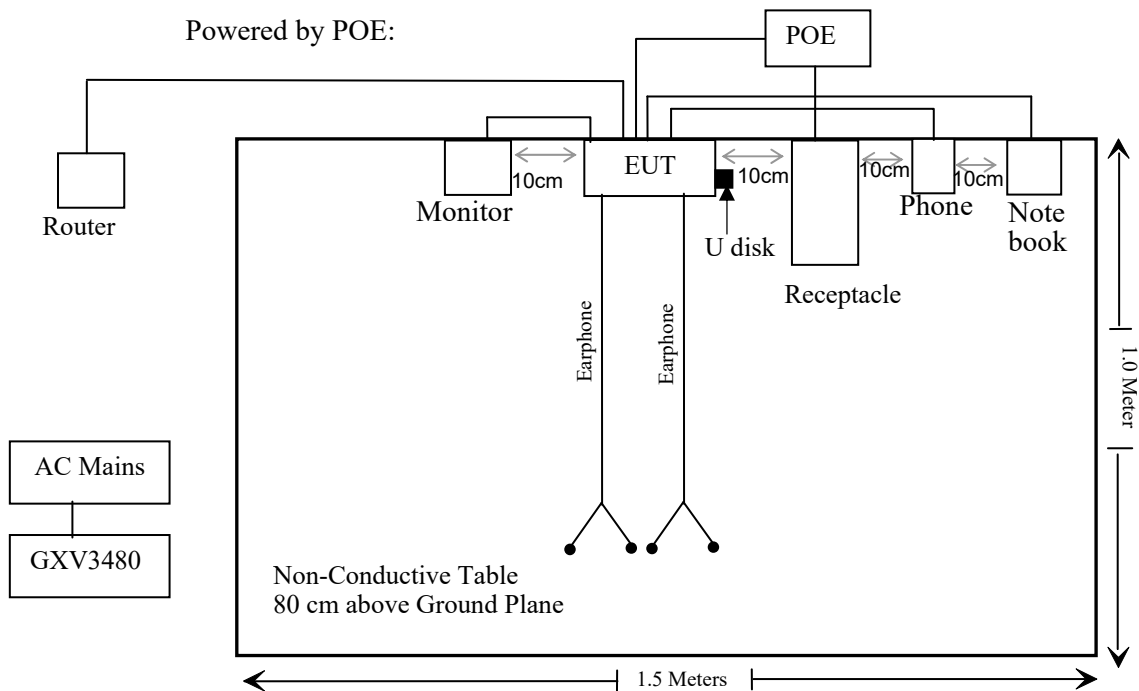 Powered by POE:
POE
EUT
10cm
10cm
10cm
10cm
Monitor
Phone
Note
book
Router
U disk
Receptacle
Earphone
Earphone
1.0 Meter
AC Mains
GXV3480
Non-Conductive Table
80 cm above Ground Plane
1.5 Meters